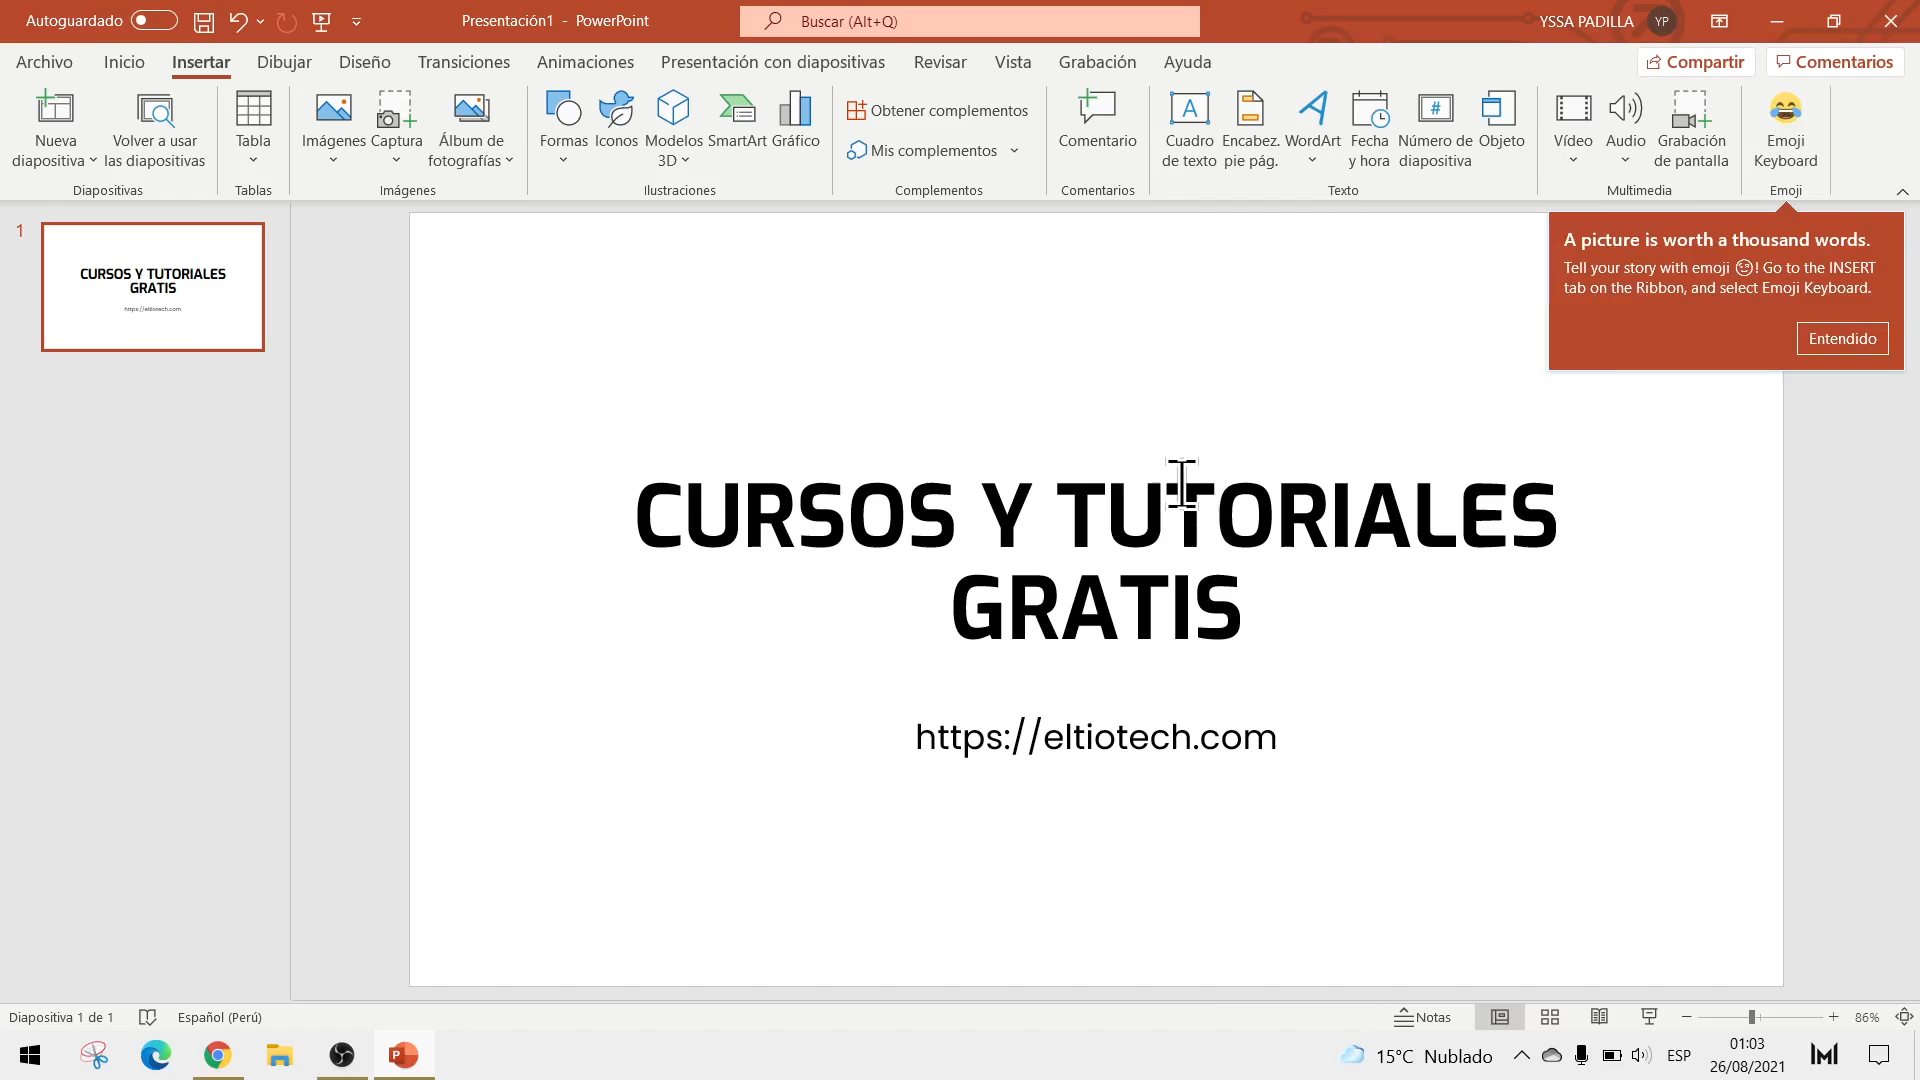 Autoguardado
Presentación1 - PowerPoint
Buscar (Alt+Q)
YSSA PADILLA YP
Archivo Inicio Insertar Dibujar Diseño Transiciones Animaciones Presentación con diapositivas Revisar Vista Grabación Ayuda
Compartir Comentarios
Nueva diapositiva
Volver a usar las diapositivas
Diapositivas
Tabla
Tablas
Imágenes
Captura
Álbum de fotografías
Imágenes
Formas
Iconos
Modelos 3D
SmartArt
Gráfico
Ilustraciones
Obtener complementos
Mis complementos
Complementos
Comentario
Comentarios
A
Cuadro de texto
Encabez. pie pág.
WordArt
Fecha y hora
#
Número de diapositiva
Objeto
Texto
Vídeo
Audio
Grabación de pantalla
Multimedia
Emoji Keyboard
Emoji
A picture is worth a thousand words.
Tell your story with emoji ! Go to the INSERT
tab on the Ribbon, and select Emoji Keyboard.
Entendido
1
CURSOS Y TUTORIALES
GRATIS
https://eltiotech.com
CURSOS Y TUTORIALES
GRATIS
https://eltiotech.com
Diapositiva 1 de 1
Español (Perú)
Notas
86%
P
15°C Nublado
ESP
01:03
26/08/2021